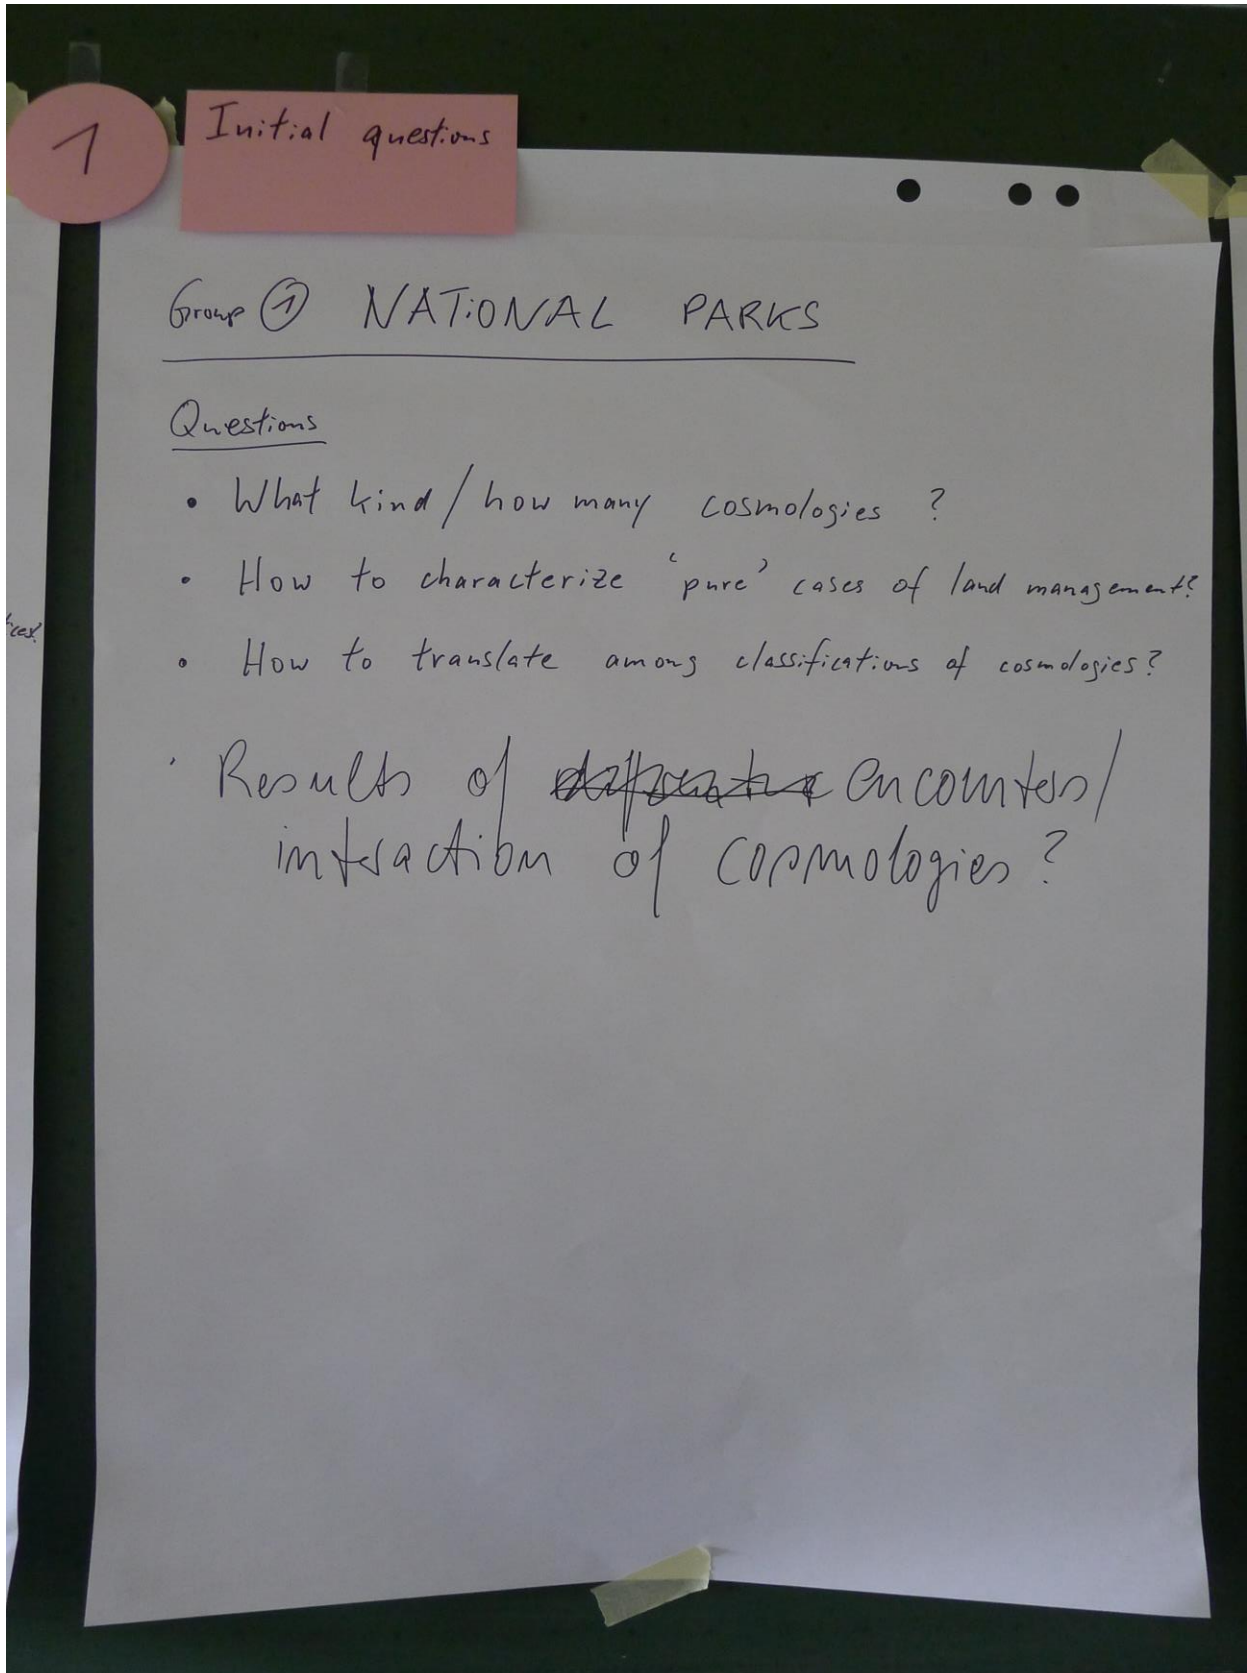 1
Initial questions
Group ① NATiONAL PARKS
Questions
• What kind / how many cosmologies ?
• How to characterize 'pure' cases of land management?
• How to translate among classifications of cosmologies?
• Results of encounters/
interaction of cosmologies ?